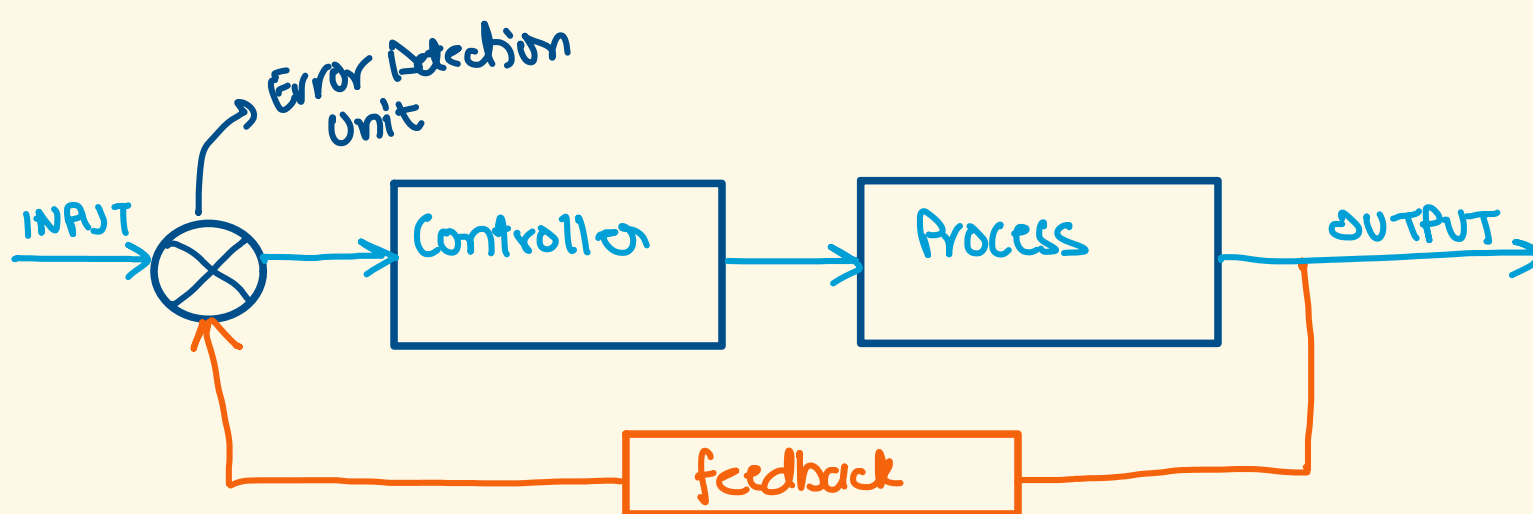 Error Detection
Unit
INPUT
Controller
Process
OUTPUT
feedback